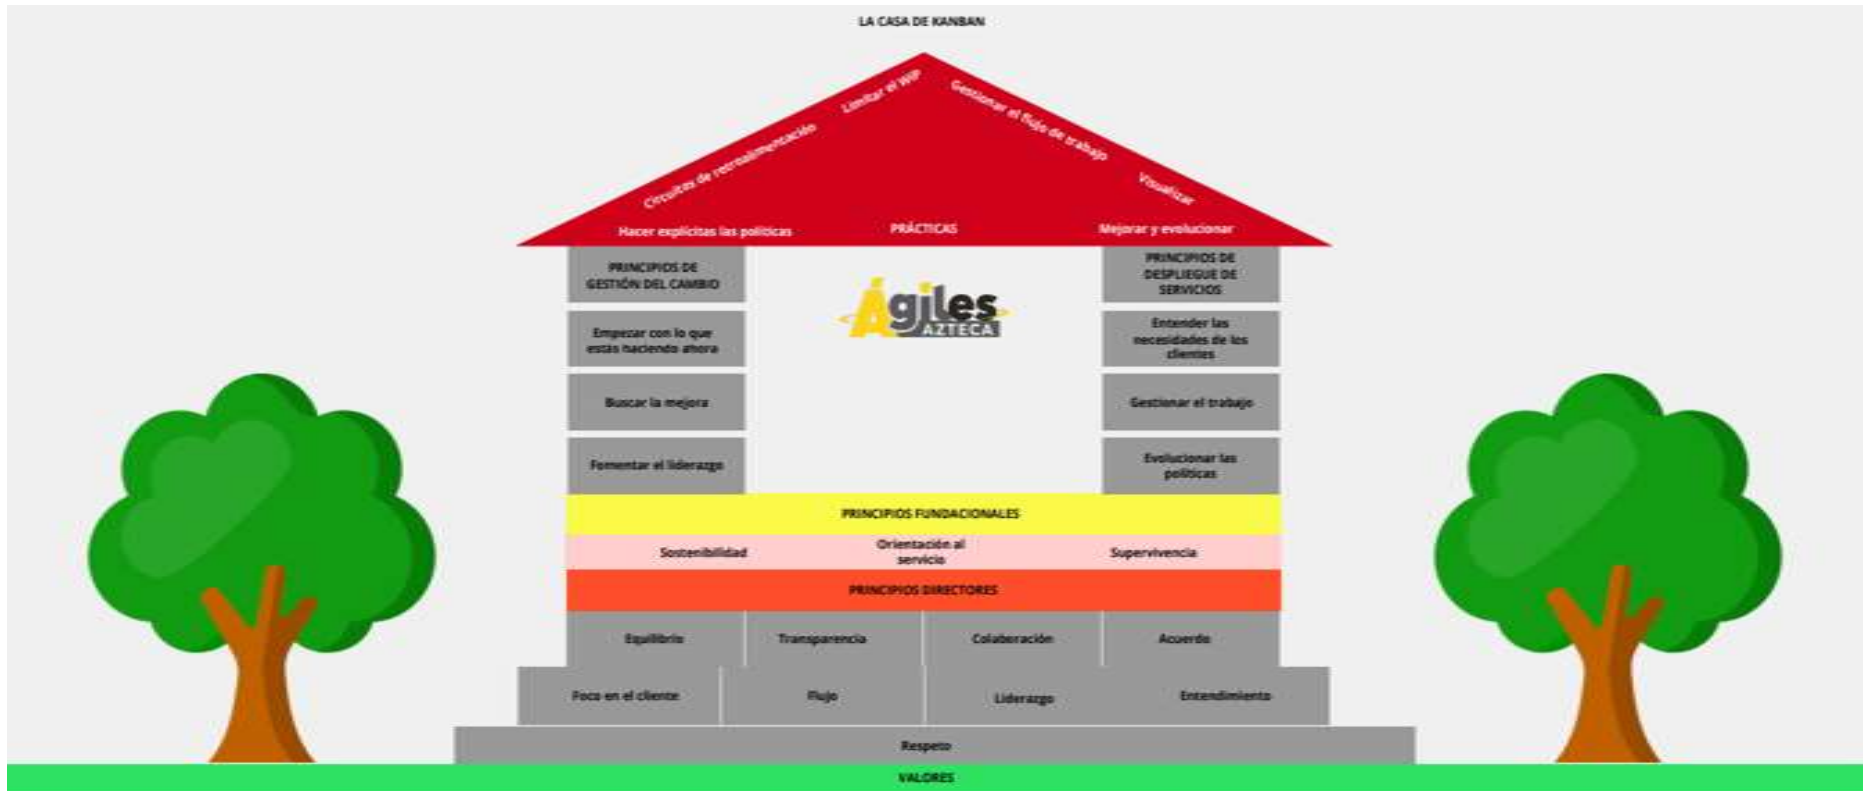 LA CASA DE KANBAN
Limitar el WIP
Gestionar el flujo de trabajo
Circuitos de retroalimentación
Visualizar
Hacer explícitas las políticas
PRÁCTICAS
Mejorar y evolucionar
PRINCIPIOS DE
GESTIÓN DEL CAMBIO
Empezar con lo que
estás haciendo ahora
Buscar la mejora
Fomentar el liderazgo
Ágiles
AZTECA
PRINCIPIOS DE
DESPLIEGUE DE
SERVICIOS
Entender las
necesidades de los
clientes
Gestionar el trabajo
Evolucionar las
políticas
PRINCIPIOS FUNDACIONALES
Sostenibilidad
Orientación al
servicio
Supervivencia
PRINCIPIOS DIRECTORES
Equilibrio
Transparencia
Colaboración
Acuerdo
Foco en el cliente
Flujo
Liderazgo
Entendimiento
Respeto
VALORES